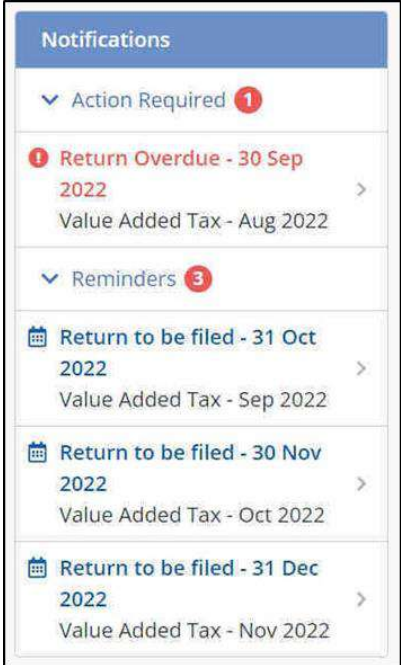 Notifications
Action Required 1
Return Overdue - 30 Sep
2022
Value Added Tax - Aug 2022
Reminders 3
Return to be filed - 31 Oct
2022
Value Added Tax - Sep 2022
Return to be filed - 30 Nov
2022
Value Added Tax - Oct 2022
Return to be filed - 31 Dec
2022
Value Added Tax - Nov 2022